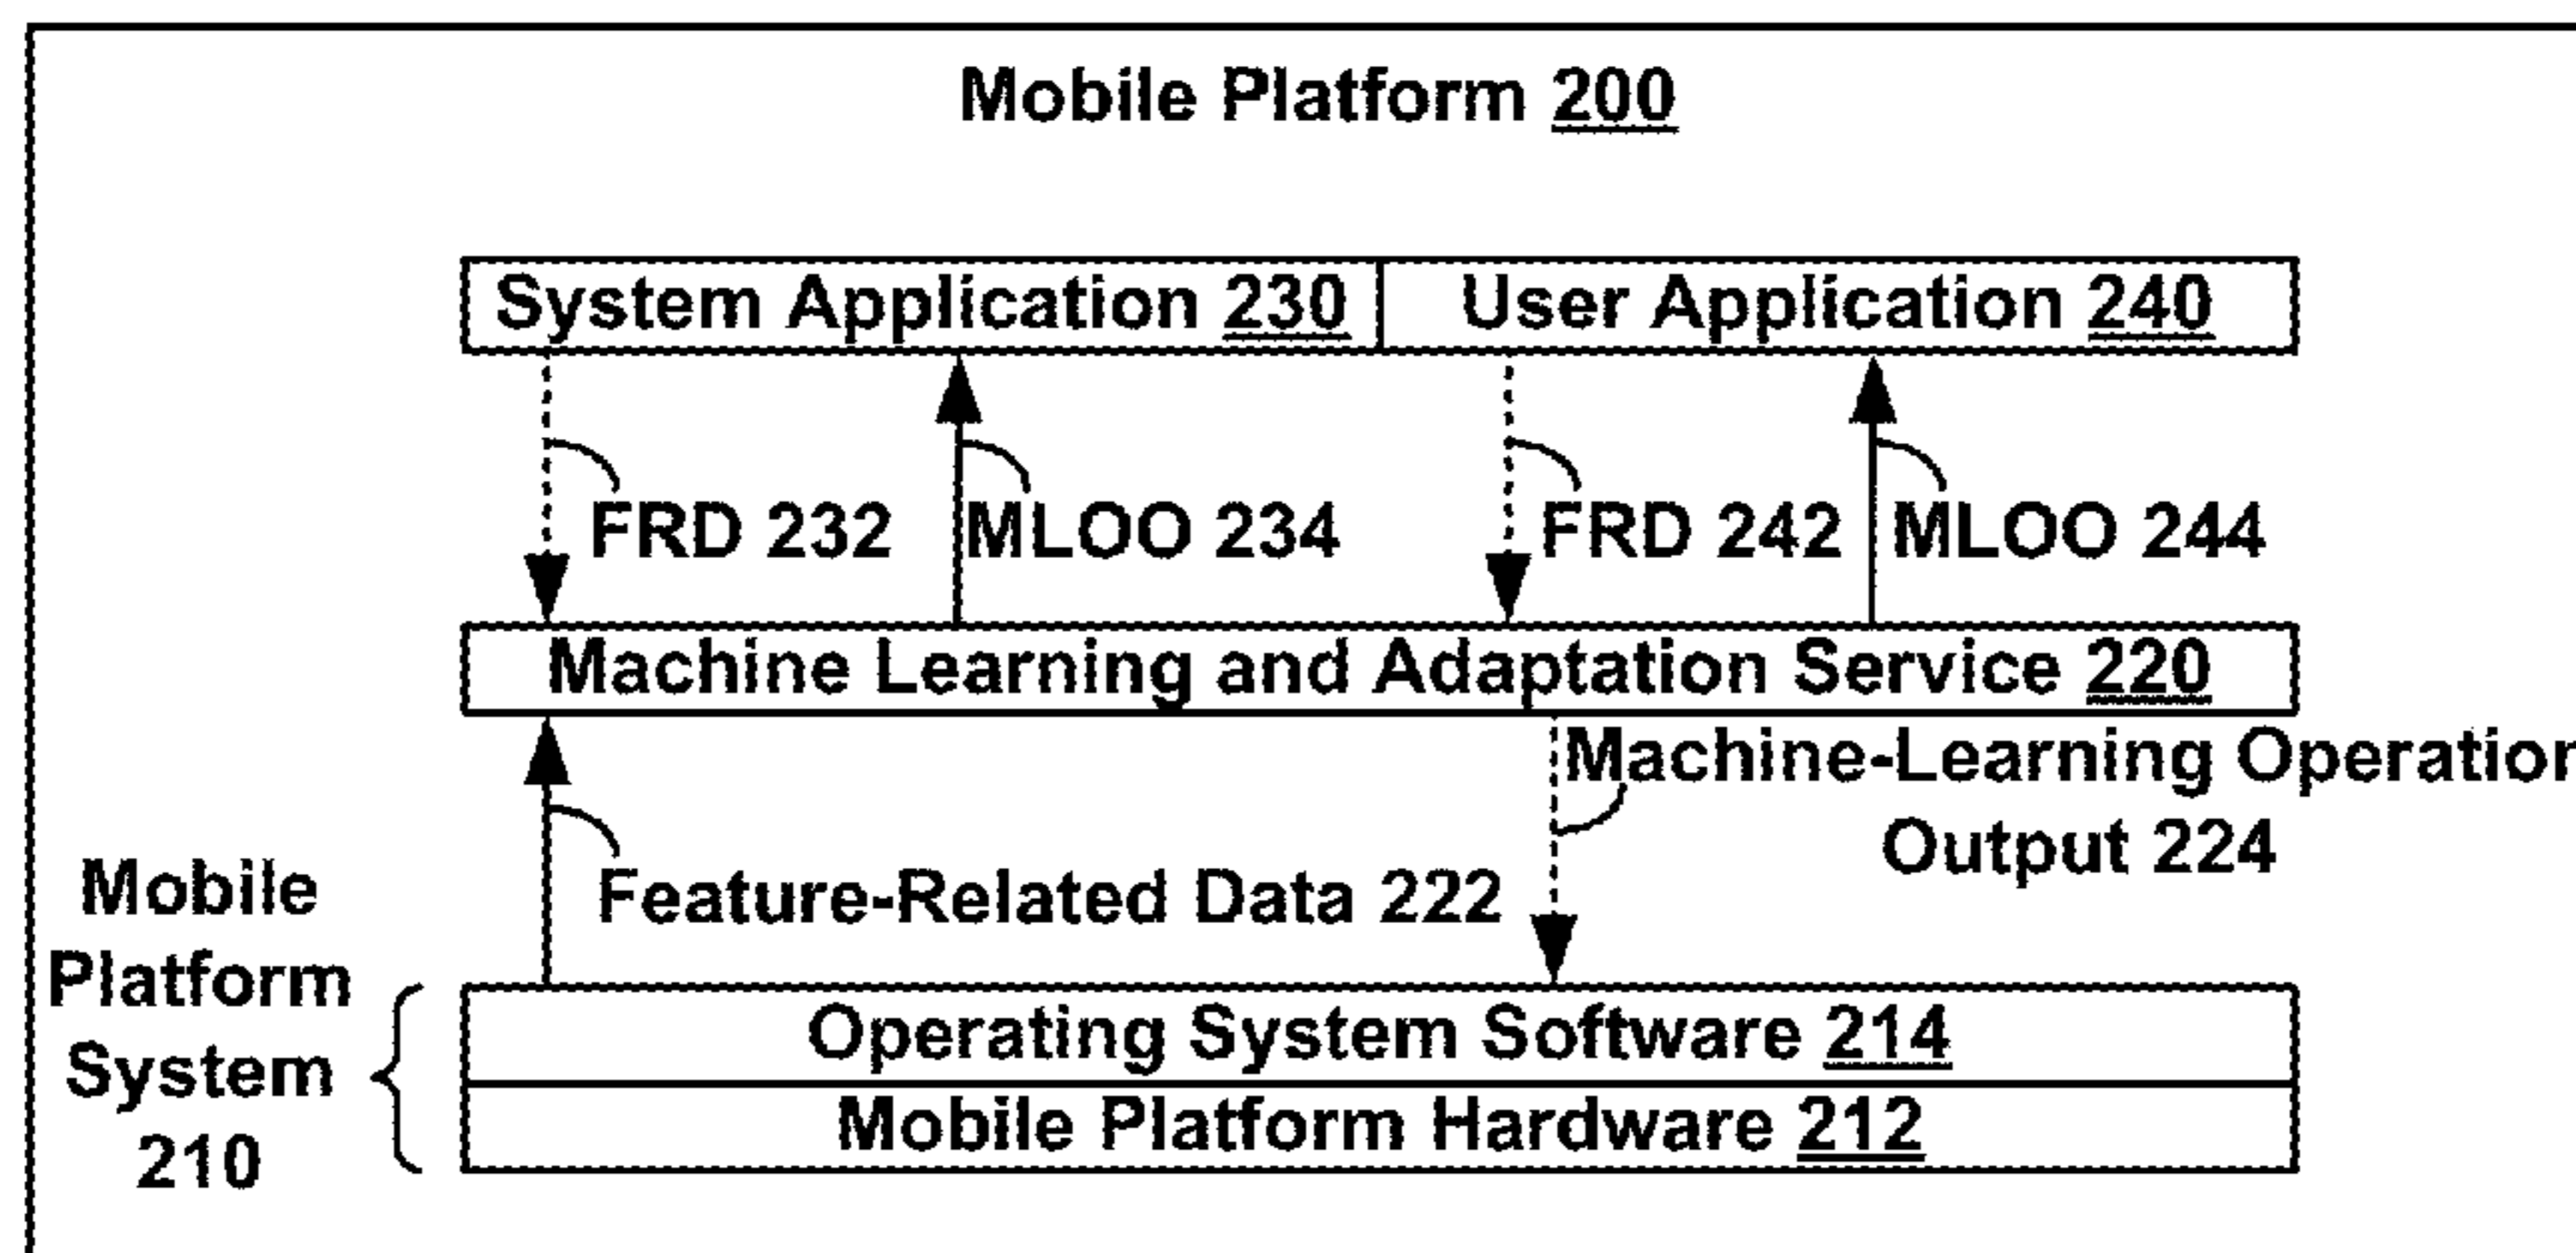 Mobile Platform 200
System Application 230
User Application 240
FRD 232
MLOO 234
FRD 242
MLOO 244
Machine Learning and Adaptation Service 220
Machine-Learning Operation
Output 224
Feature-Related Data 222
Mobile
Platform
System
210
Operating System Software 214
Mobile Platform Hardware 212